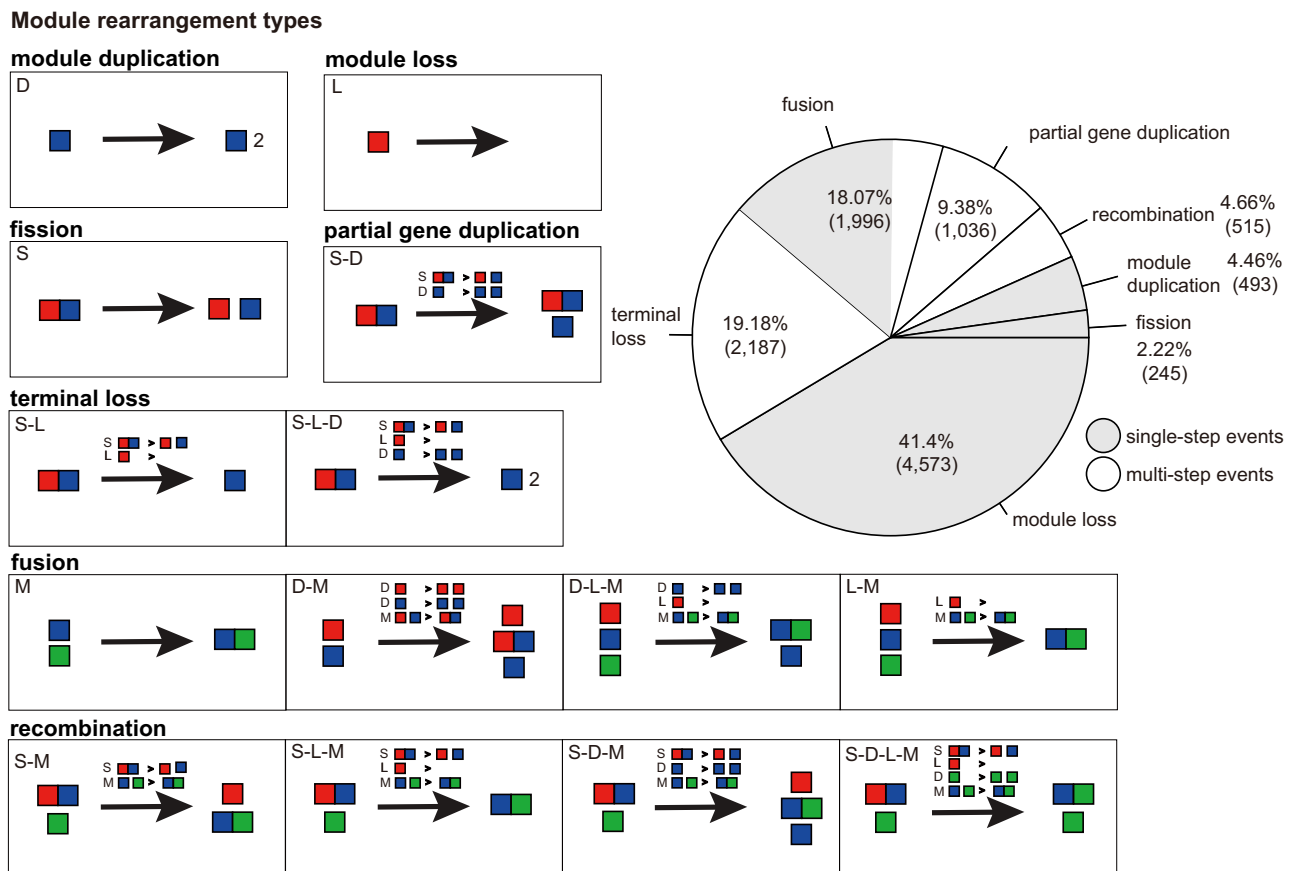 Module rearrangement types
module duplication
D
2
module loss
L
fission
S
partial gene duplication
S-D
S >
D >
terminal loss
S-L
S >
L >
S-L-D
S >
L >
D >
2
fusion
M
D-M
D >
D >
M >
D-L-M
D >
L >
M >
L-M
L >
M >
recombination
S-M
S >
M >
S-L-M
S >
L >
M >
S-D-M
S >
D >
M >
S-D-L-M
S >
L >
D >
M >
fusion
18.07%
(1,996)
partial gene duplication
9.38%
(1,036)
recombination 4.66%
(515)
module
duplication
4.46%
(493)
fission
2.22%
(245)
terminal
loss
19.18%
(2,187)
41.4%
(4,573)
module loss
single-step events
multi-step events